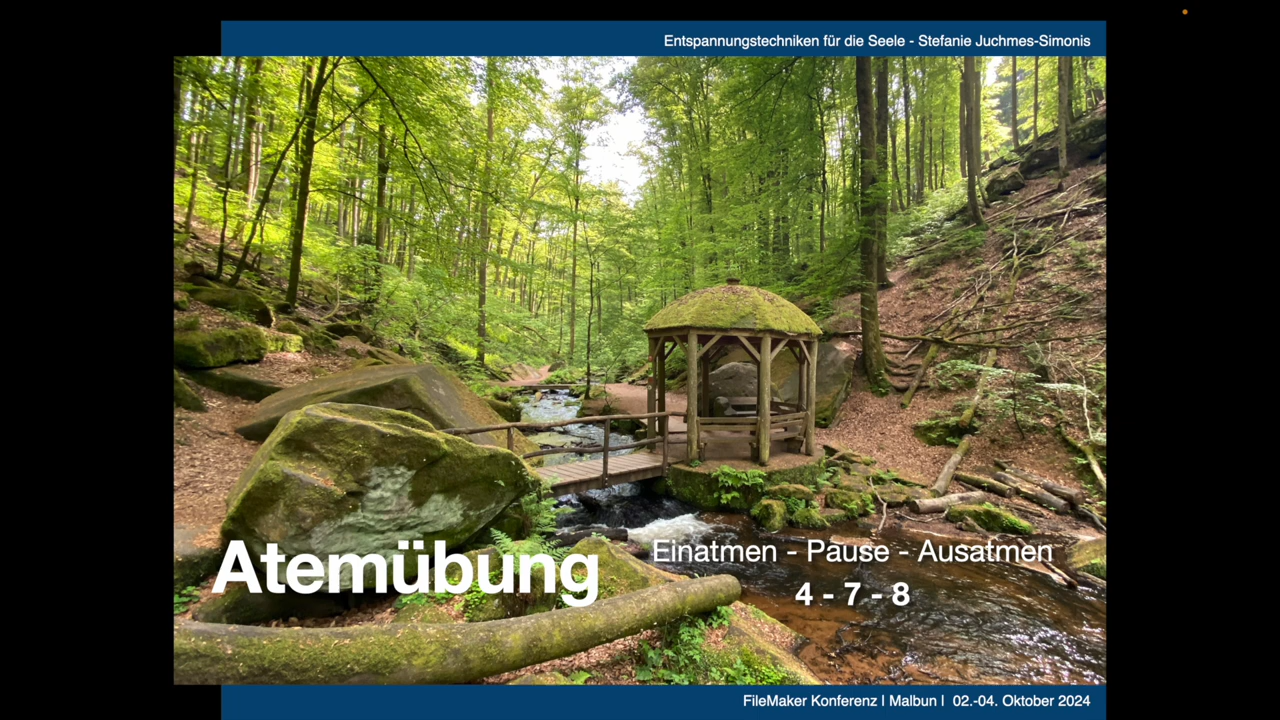 Entspannungstechniken für die Seele - Stefanie Juchmes-Simonis
Atemübung
Einatmen - Pause - Ausatmen
4 - 7 - 8
FileMaker Konferenz | Malbun | 02.-04. Oktober 2024